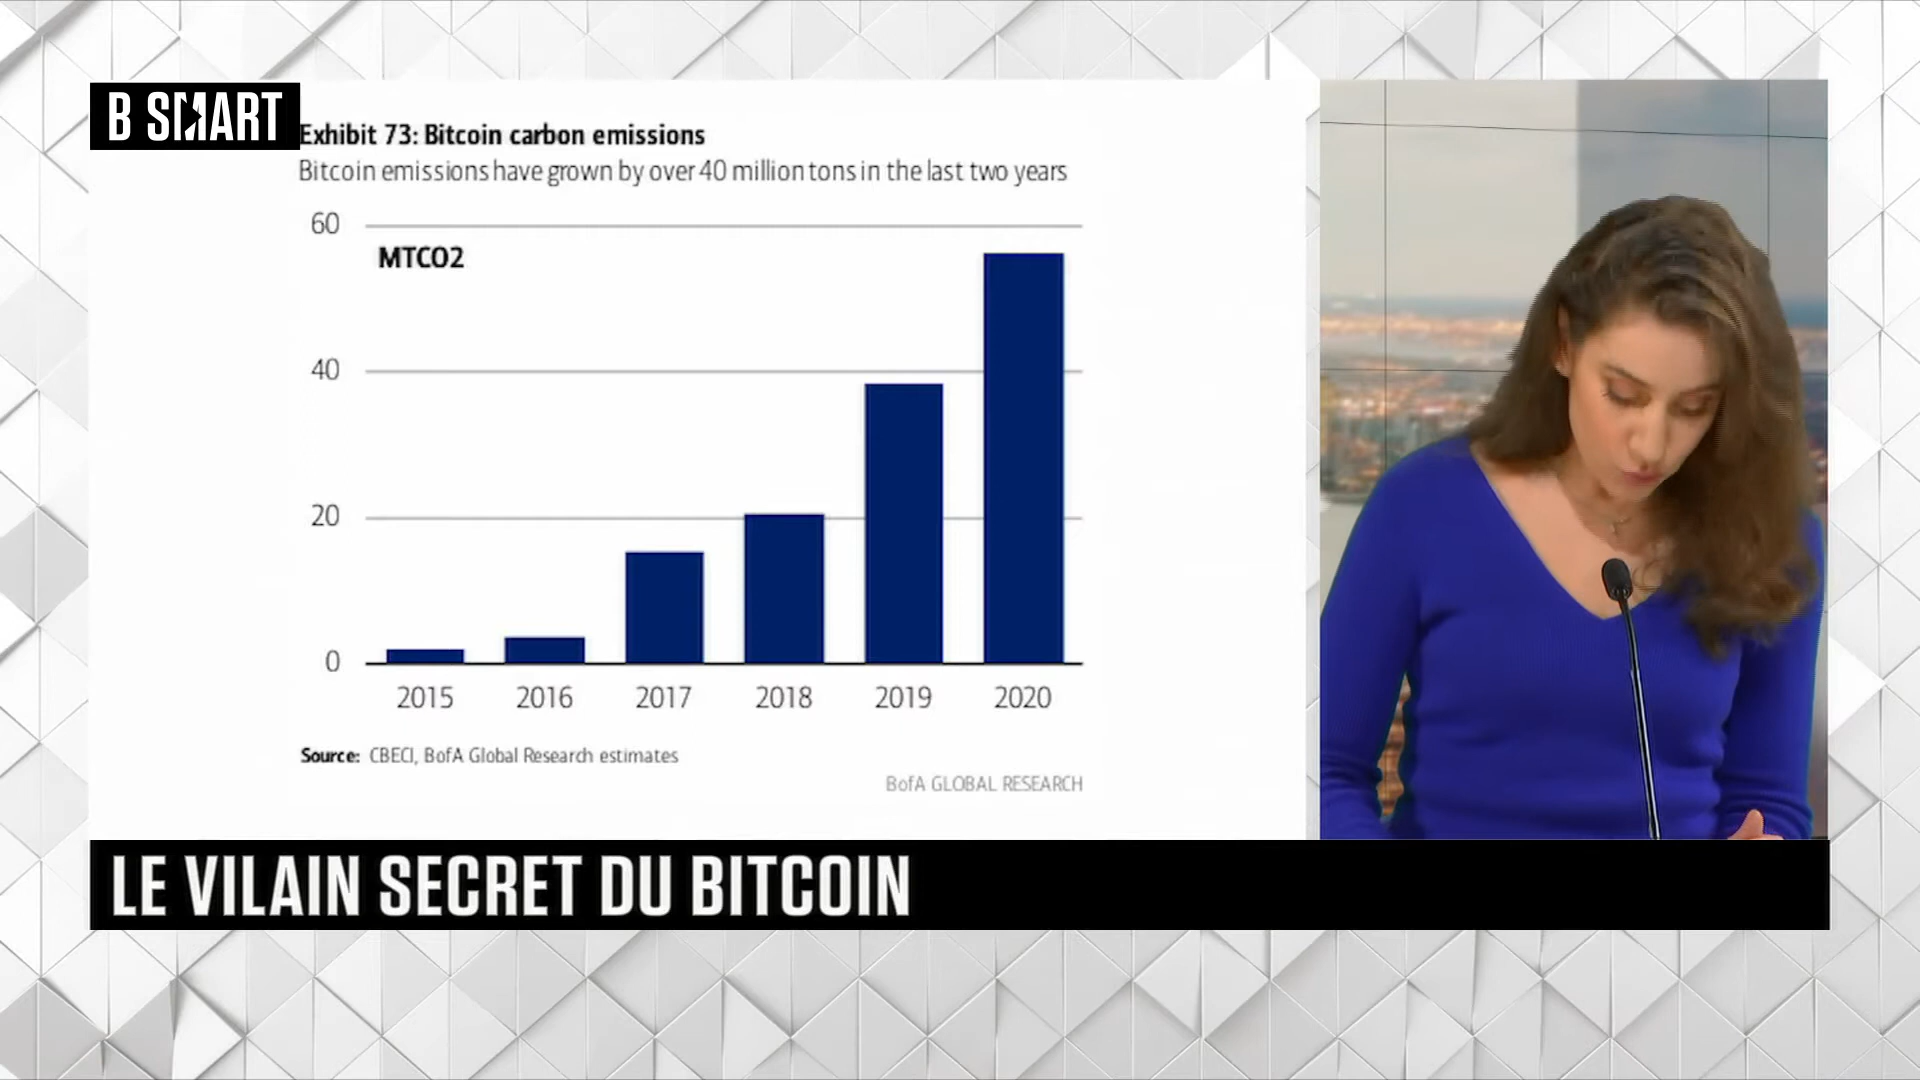 B SMART
Exhibit 73: Bitcoin carbon emissions
Bitcoin emissions have grown by over 40 million tons in the last two years
60
MTCO2
40
20
0
2015 2016 2017 2018 2019 2020
Source: CBECI, BofA Global Research estimates
BofA GLOBAL RESEARCH
LE VILAIN SECRET DU BITCOIN